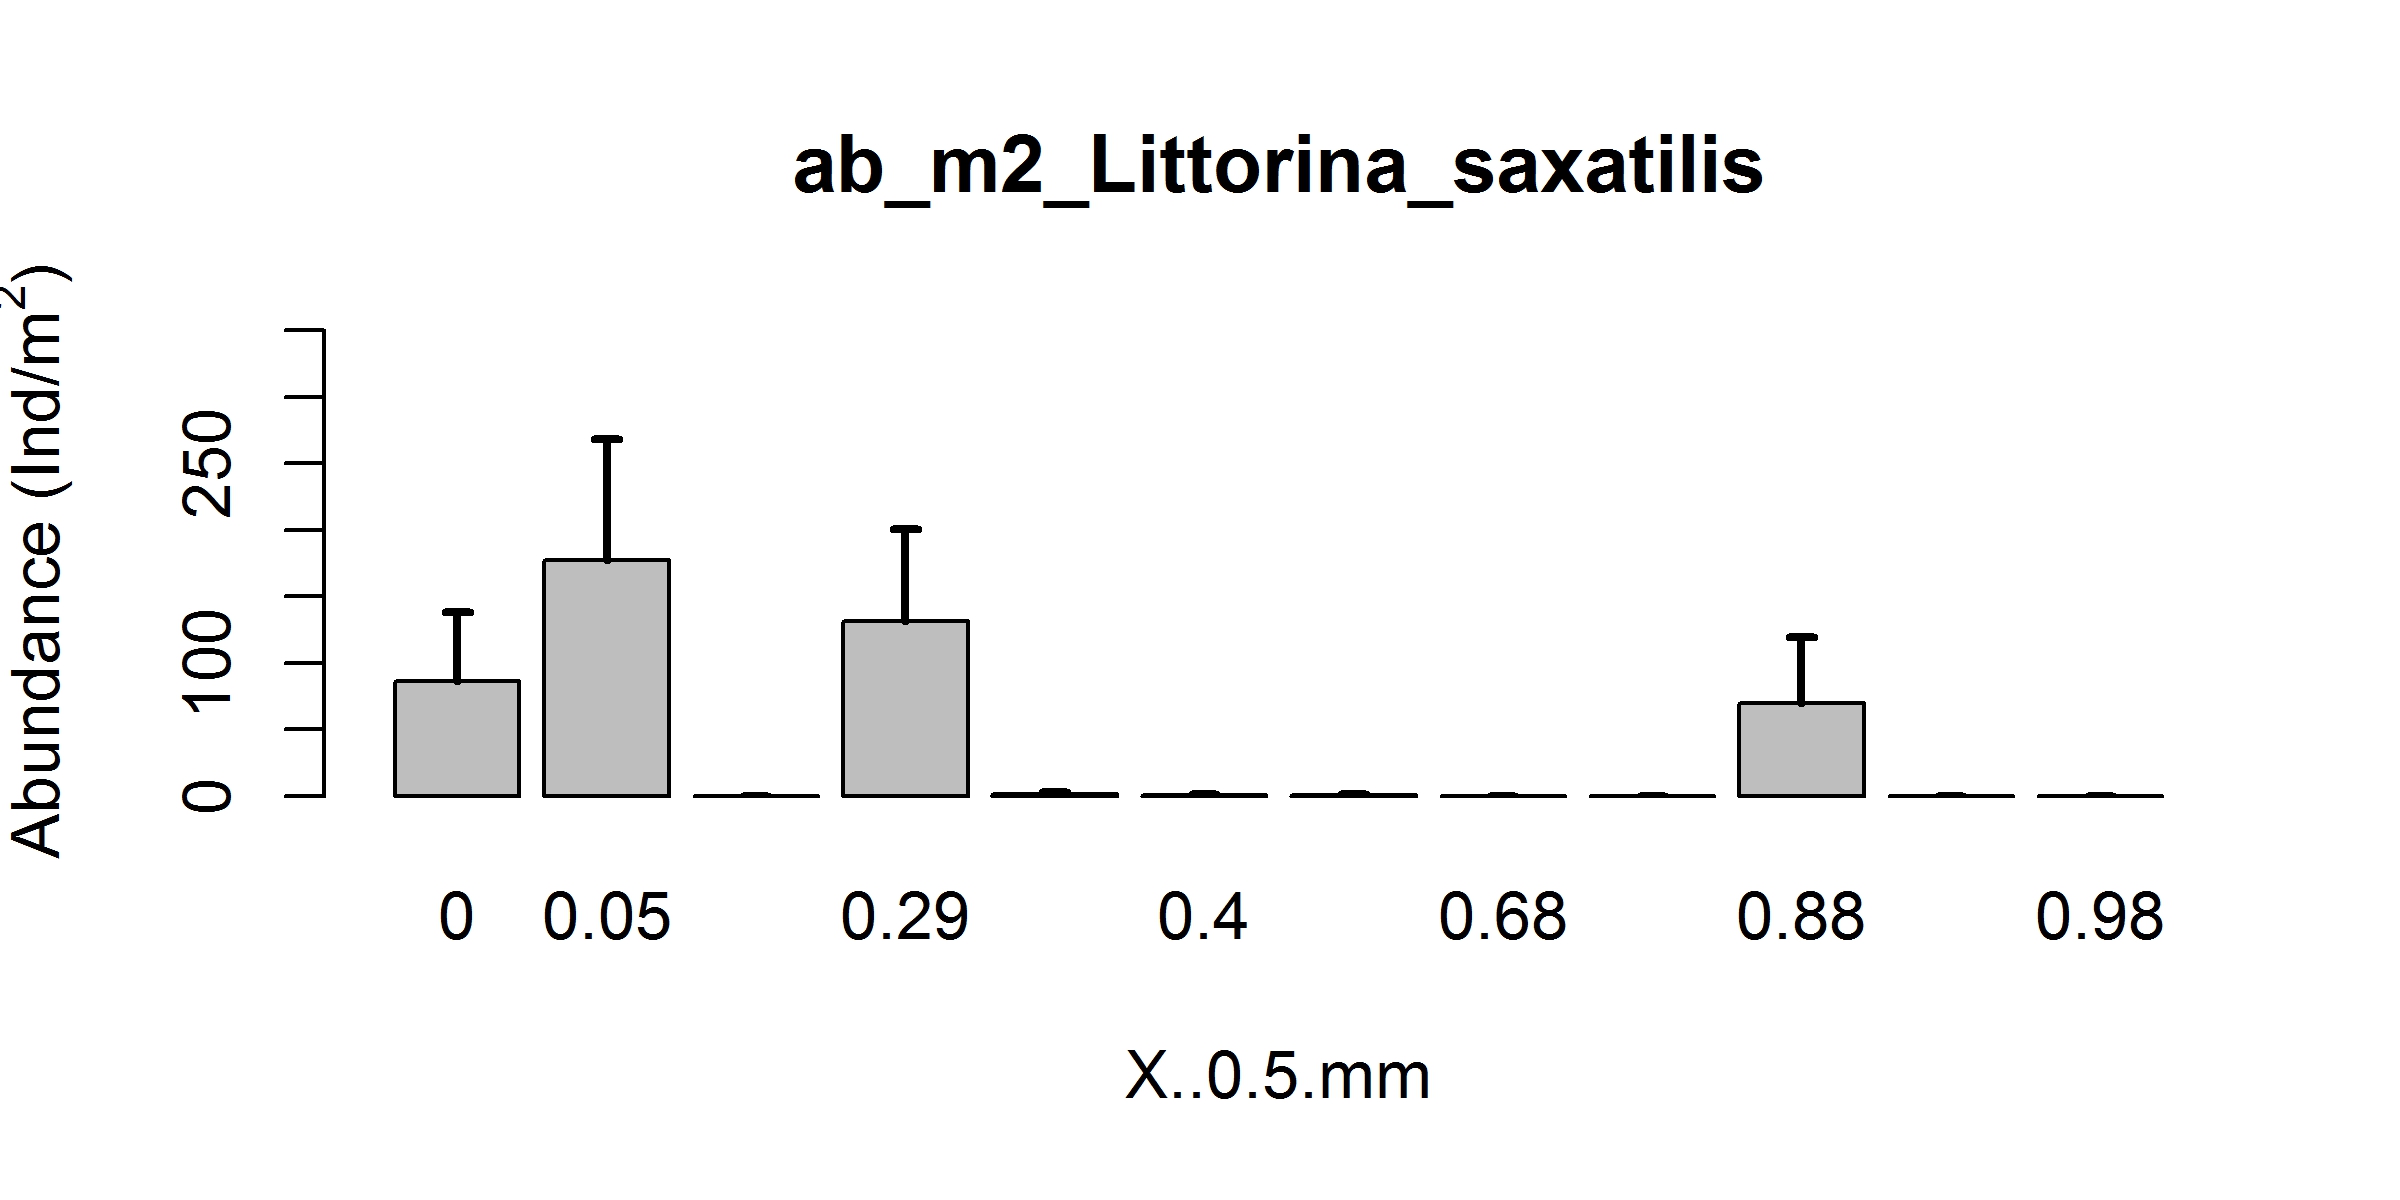 ab_m2_Littorina_saxatilis
Abundance (Ind/m²)
250
100
0
0 0.05 0.29 0.4 0.68 0.88 0.98
X..0.5.mm